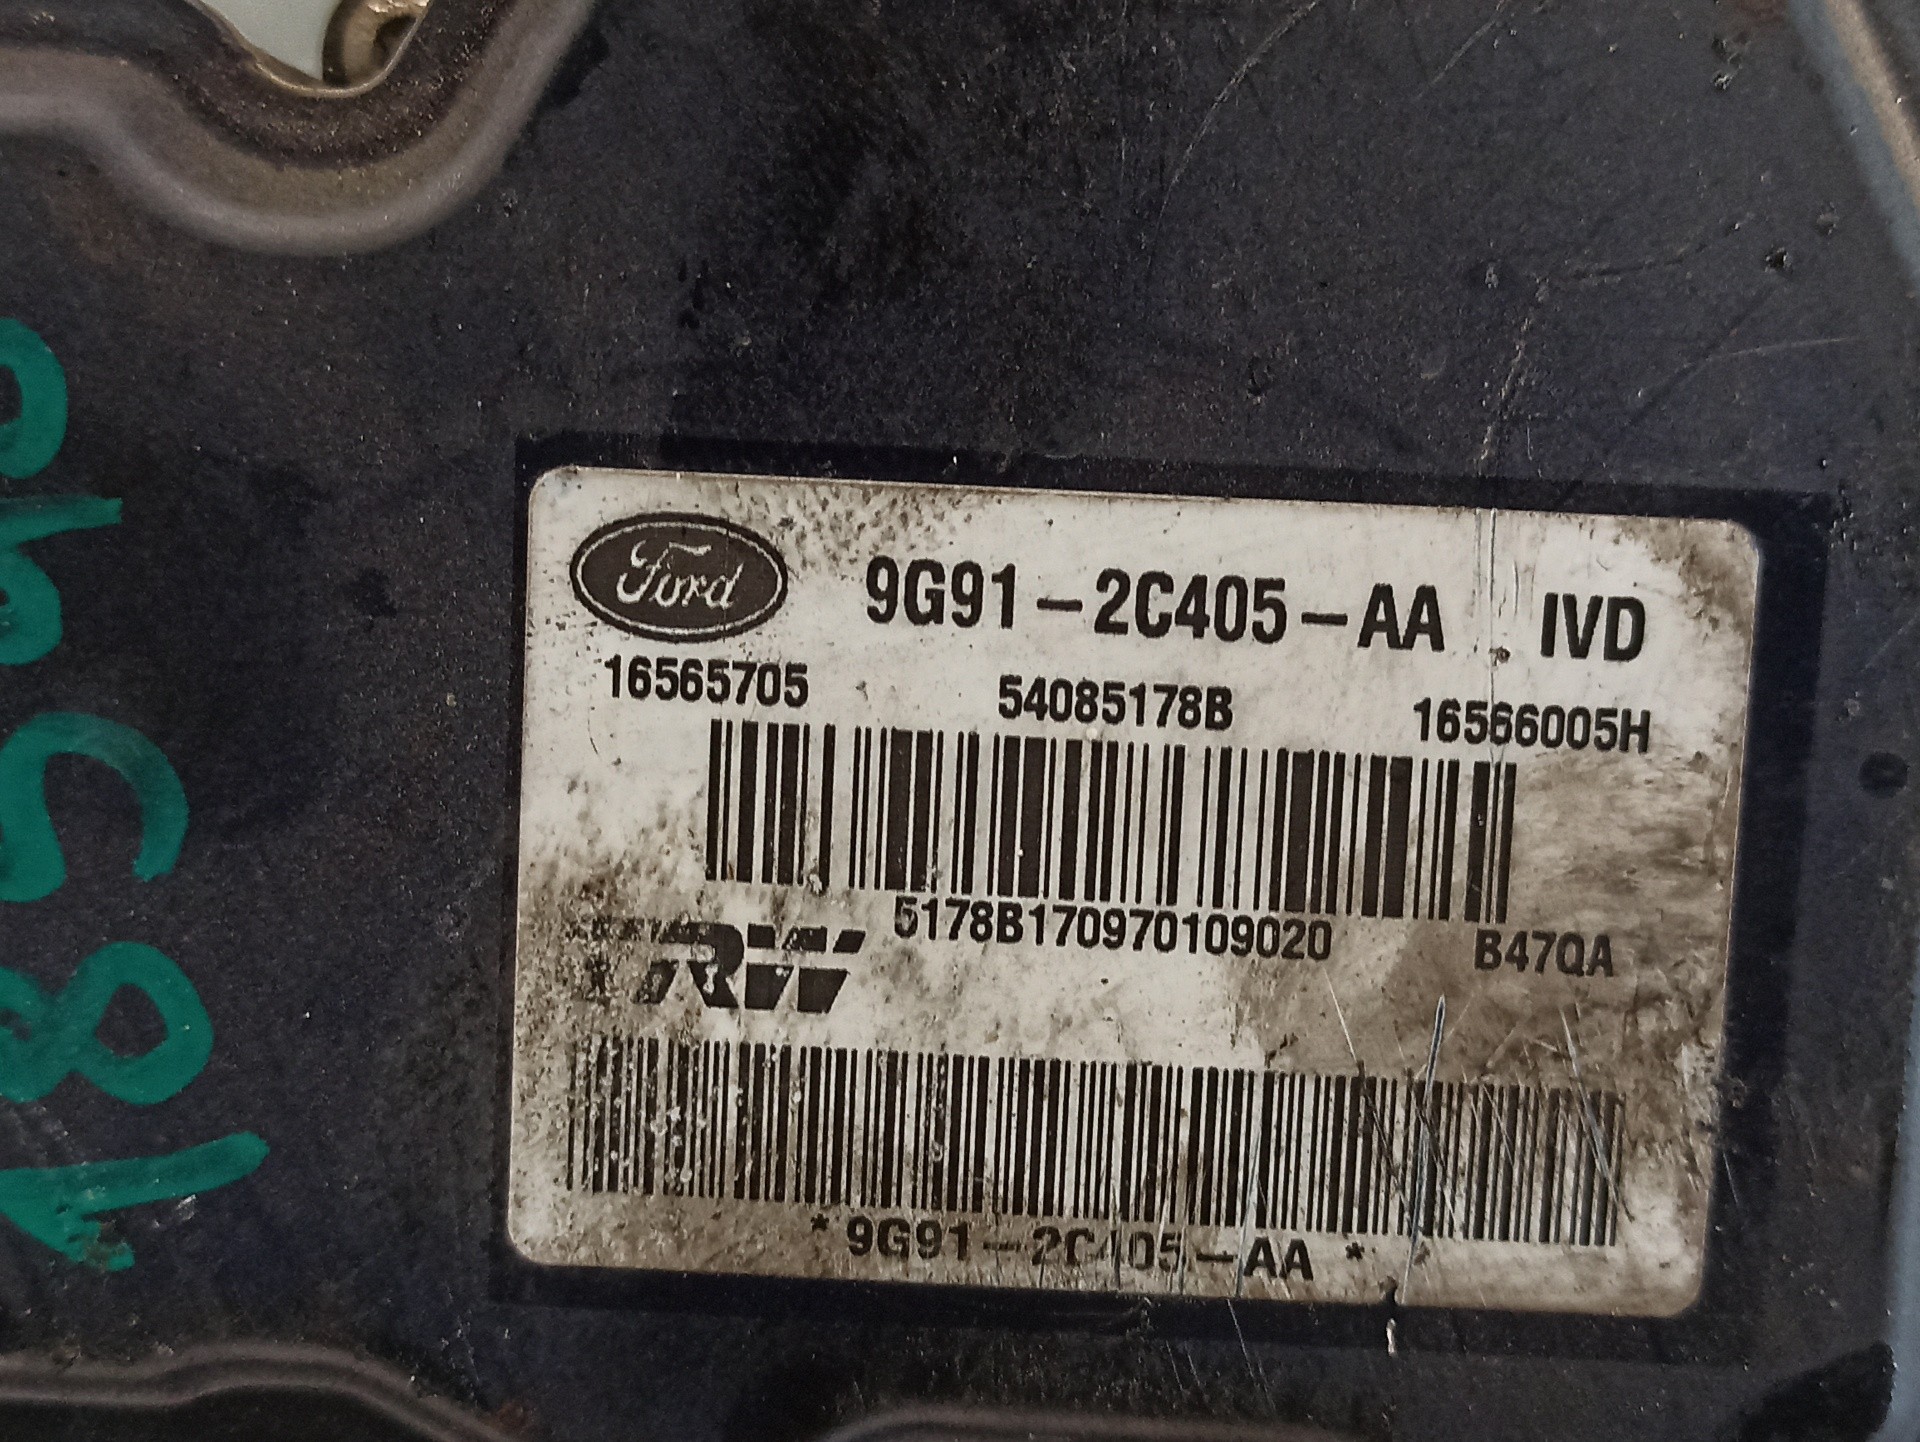 Ford 9G91-2C405-AA IVD
16565705 54085178B 16566005H
5178B170970109020 B47QA
TRW
*9G91-2C405-AA*